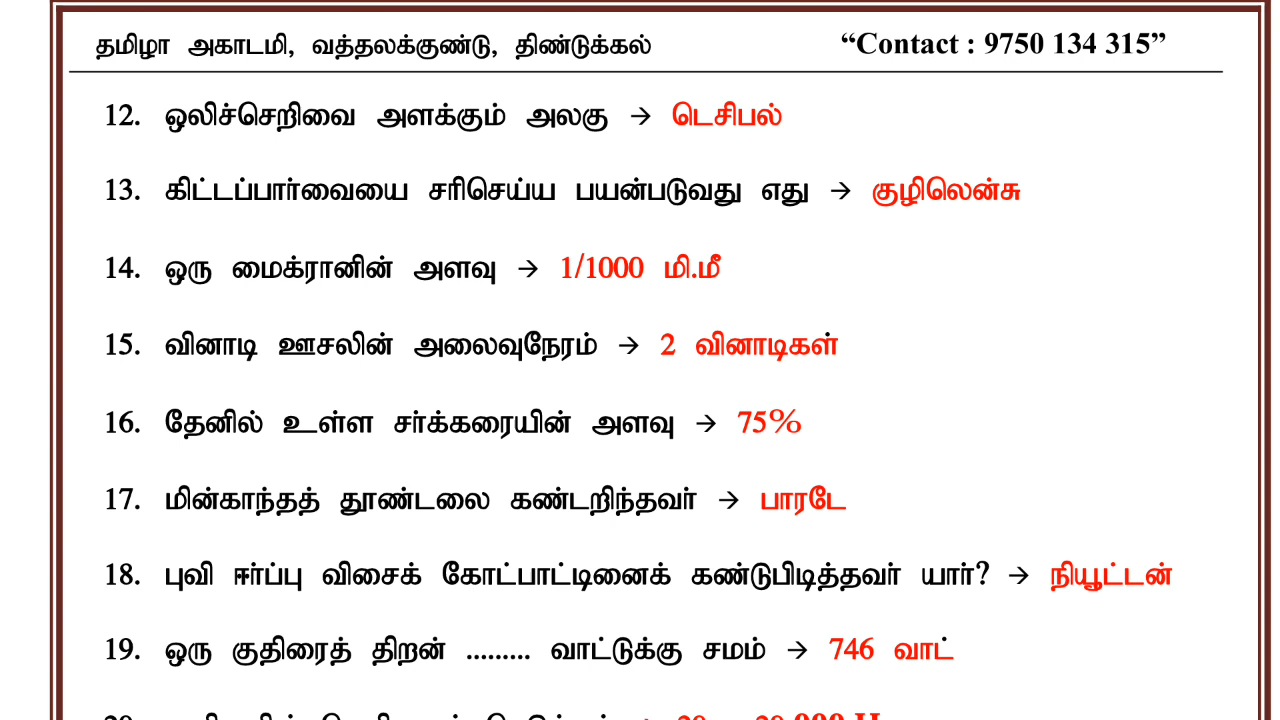 தமிழா அகாடமி, வத்தலக்குண்டு, திண்டுக்கல் “Contact : 9750 134 315”
12. ஒலிச்செறிவை அளக்கும் அலகு → டெசிபல்
13. கிட்டப்பார்வையை சரிசெய்ய பயன்படுவது எது → குழிலென்சு
14. ஒரு மைக்ரானின் அளவு → 1/1000 மி.மீ
15. வினாடி ஊசலின் அலைவுநேரம் → 2 வினாடிகள்
16. தேனில் உள்ள சர்க்கரையின் அளவு → 75%
17. மின்காந்தத் தூண்டலை கண்டறிந்தவர் → பாரடே
18. புவி ஈர்ப்பு விசைக் கோட்பாட்டினைக் கண்டுபிடித்தவர் யார்? → நியூட்டன்
19. ஒரு குதிரைத் திறன் ......... வாட்டுக்கு சமம் → 746 வாட்